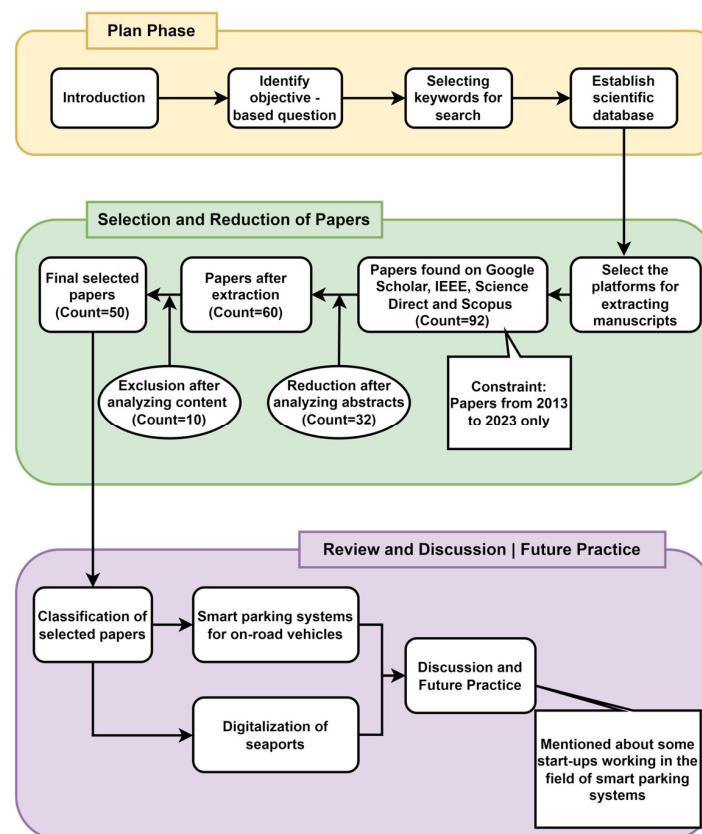 Plan Phase
Introduction
Identify
objective -
based question
Selecting
keywords for
search
Establish
scientific
database
Selection and Reduction of Papers
Select the
platforms for
extracting
manuscripts
Papers found on Google
Scholar, IEEE, Science
Direct and Scopus
(Count=92)
Constraint:
Papers from 2013
to 2023 only
Reduction after
analyzing abstracts
(Count=32)
Papers after
extraction
(Count=60)
Exclusion after
analyzing content
(Count=10)
Final selected
papers
(Count=50)
Review and Discussion | Future Practice
Classification of
selected papers
Smart parking systems
for on-road vehicles
Digitalization of
seaports
Discussion and
Future Practice
Mentioned about some
start-ups working in the
field of smart parking
systems